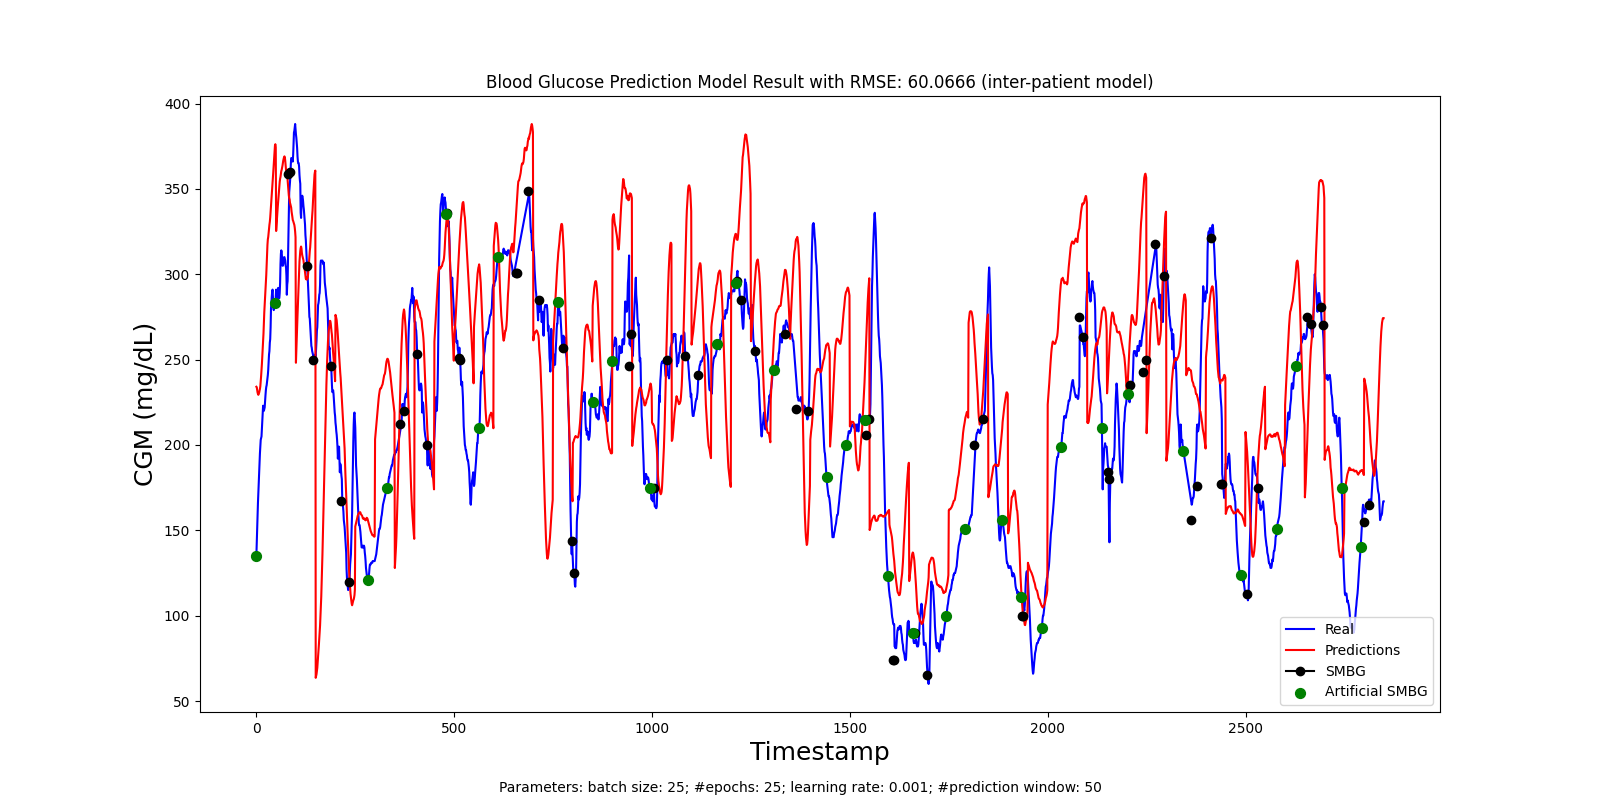 Blood Glucose Prediction Model Result with RMSE: 60.0666 (inter-patient model)
CGM (mg/dL)
400
350
300
250
200
150
100
50
0
500
1000
1500
2000
2500
Timestamp
Real
Predictions
SMBG
Artificial SMBG
Parameters: batch size: 25; #epochs: 25; learning rate: 0.001; #prediction window: 50